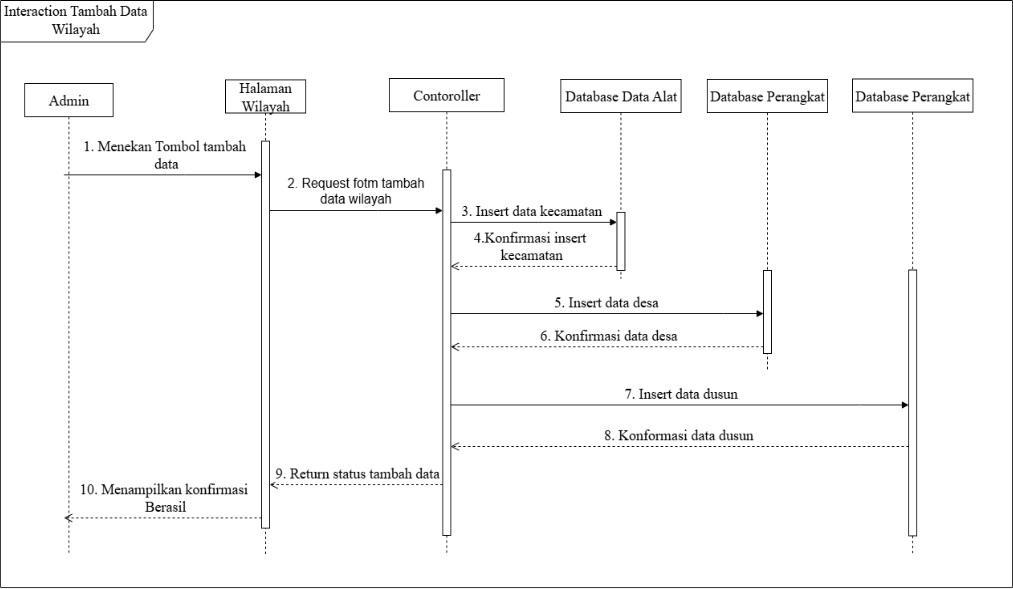 Interaction Tambah Data
Wilayah
Admin
Halaman
Wilayah
Contoroller
Database Data Alat
Database Perangkat
Database Perangkat
1. Menekan Tombol tambah
data
2. Request fotm tambah
data wilayah
3. Insert data kecamatan
4.Konfirmasi insert
kecamatan
5. Insert data desa
6. Konfirmasi data desa
7. Insert data dusun
8. Konformasi data dusun
9. Return status tambah data
10. Menampilkan konfirmasi
Berasil